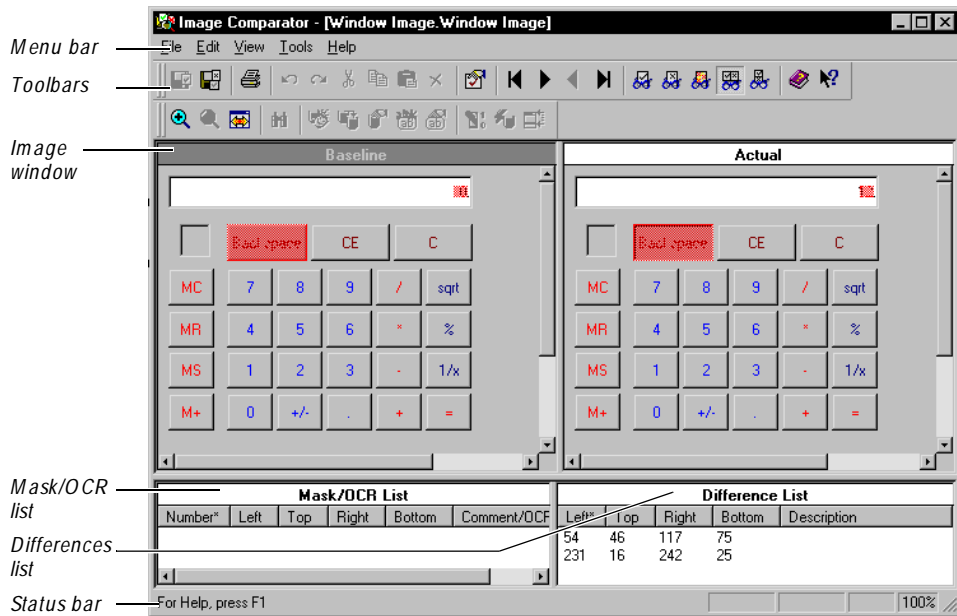 Image Comparator - [Window Image.Window Image]
Menu bar
File Edit View Tools Help
Toolbars
Image window
Baseline
Actual
Backspace CE C
MC 7 8 9 / sqrt
MR 4 5 6 * %
MS 1 2 3 - 1/x
M+ 0 +/- . + =
Backspace CE C
MC 7 8 9 / sqrt
MR 4 5 6 * %
MS 1 2 3 - 1/x
M+ 0 +/- . + =
Mask/OCR list
Mask/OCR List
Number* Left Top Right Bottom Comment/OCR
Difference List
Left* Top Right Bottom Description
54 46 117 75
231 16 242 25
Differences list
Status bar
For Help, press F1
100%